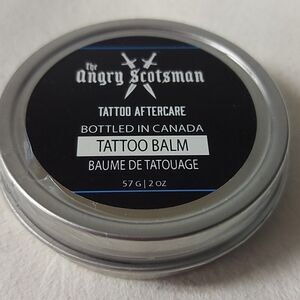 the
Angry Scotsman
TATTOO AFTERCARE
BOTTLED IN CANADA
TATTOO BALM
BAUME DE TATOUAGE
57 G | 2 OZ